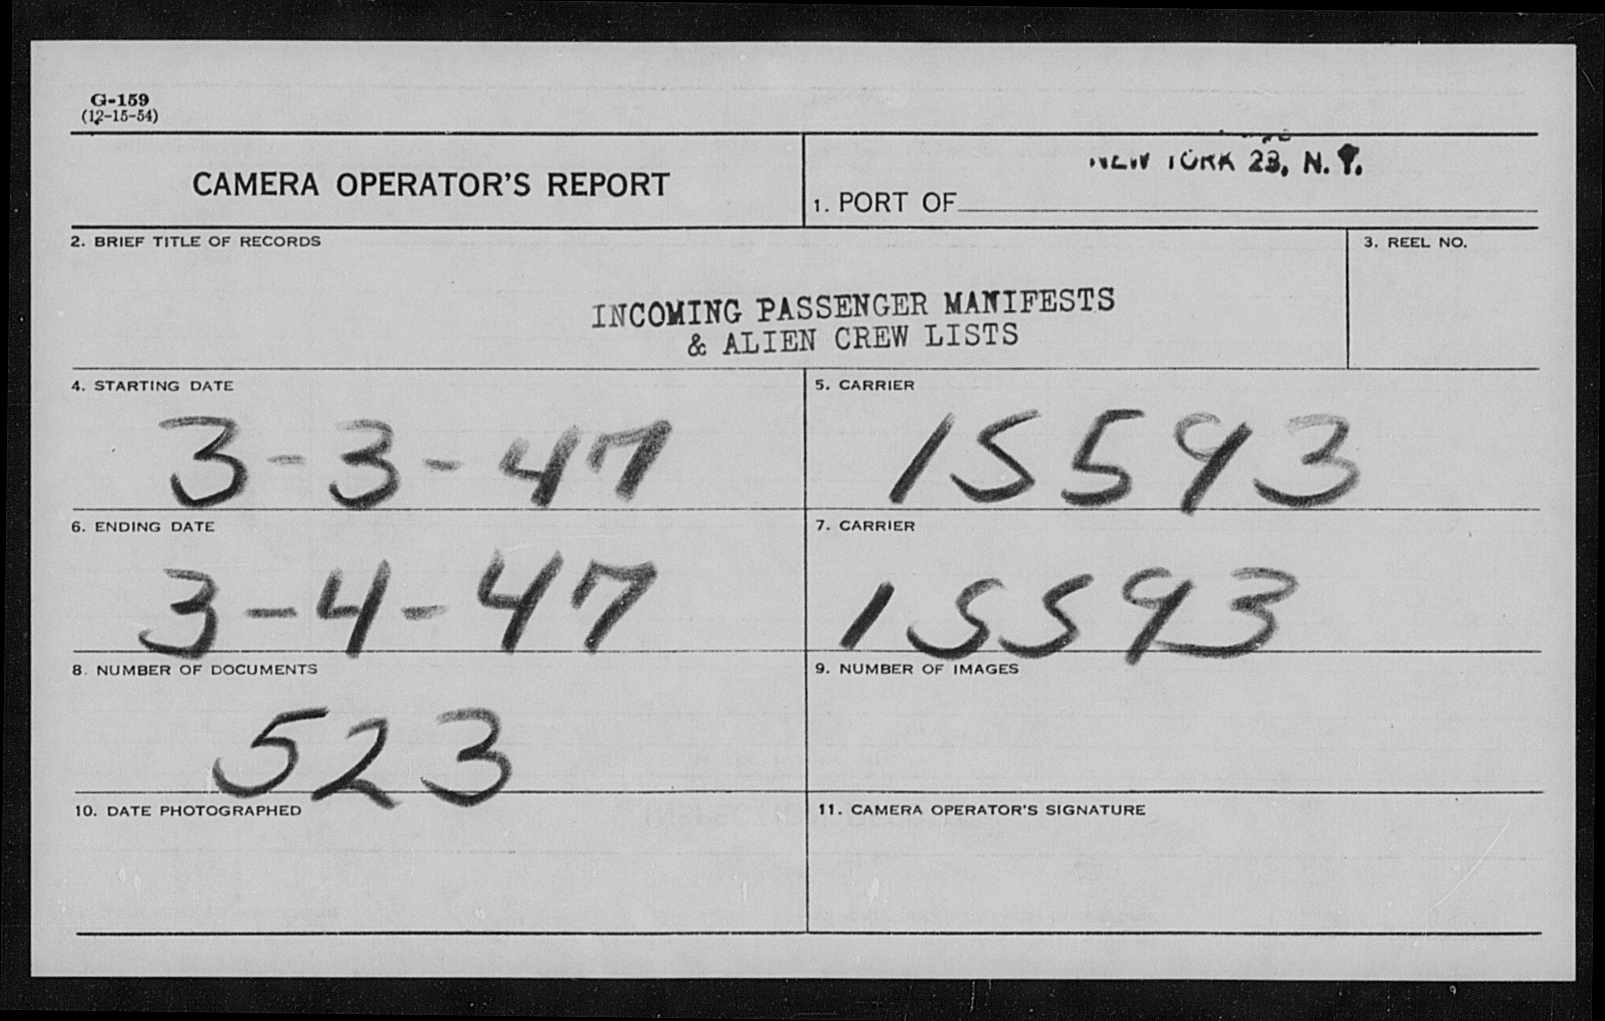 G-159
(12-15-54)
CAMERA OPERATOR'S REPORT
1. PORT OF
NEW YORK 23, N. Y.
2. BRIEF TITLE OF RECORDS
INCOMING PASSENGER MANIFESTS
& ALIEN CREW LISTS
3. REEL NO.
4. STARTING DATE
3-3-47
5. CARRIER
15593
6. ENDING DATE
3-4-47
7. CARRIER
15593
8. NUMBER OF DOCUMENTS
523
9. NUMBER OF IMAGES
10. DATE PHOTOGRAPHED
11. CAMERA OPERATOR'S SIGNATURE